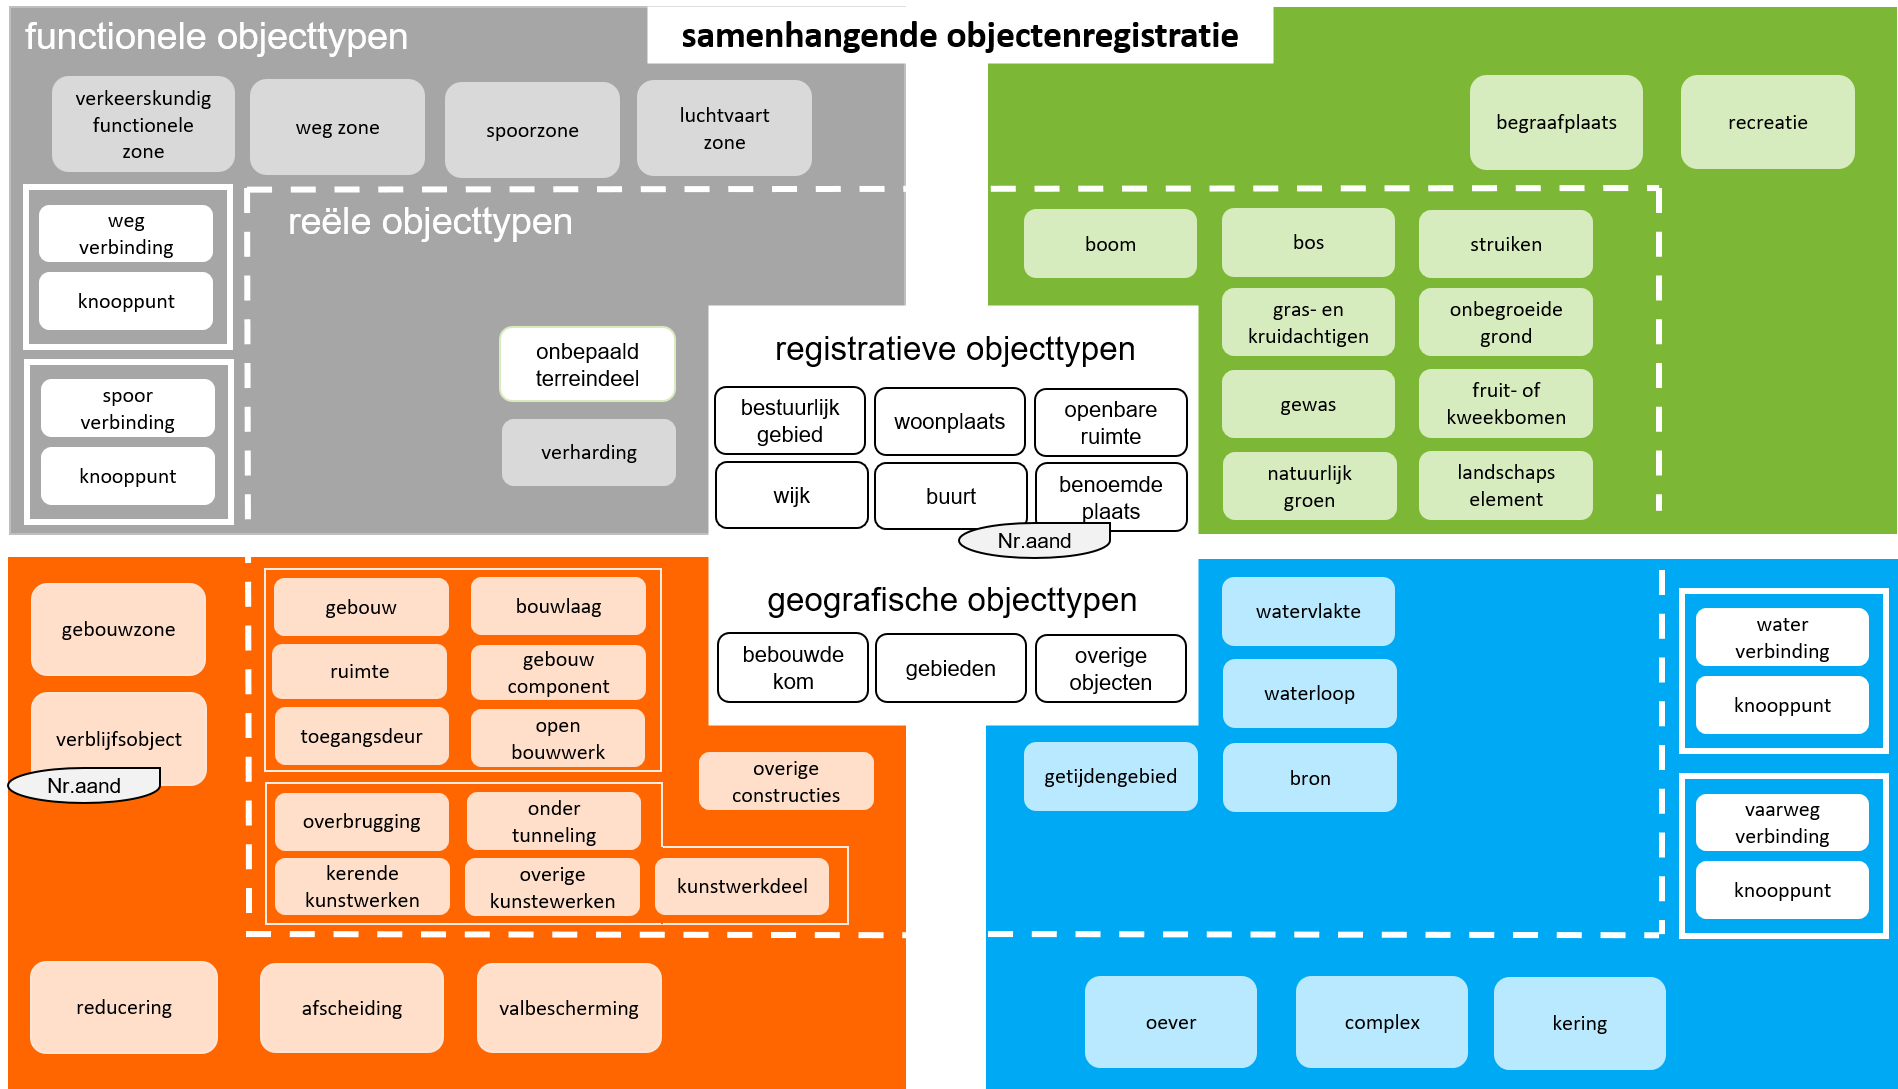 samenhangende objectenregistratie
functionele objecttypen
verkeerskundig
functionele
zone
weg zone
spoorzone
luchtvaart
zone
weg
verbinding
knooppunt
spoor
verbinding
knooppunt
reële objecttypen
onbepaald
terreindeel
verharding
begraafplaats
recreatie
boom
bos
struiken
gras- en
kruidachtigen
onbegroeide
grond
gewas
fruit- of
kweekbomen
natuurlijk
groen
landschaps
element
registratieve objecttypen
bestuurlijk
gebied
woonplaats
openbare
ruimte
wijk
buurt
benoemde
plaats
Nr.aand
geografische objecttypen
bebouwde
kom
gebieden
overige
objecten
gebouwzone
verblijfsobject
Nr.aand
gebouw
bouwlaag
ruimte
gebouw
component
toegangsdeur
open
bouwwerk
overige
constructies
overbrugging
onder
tunneling
kerende
kunstwerken
overige
kunstewerken
kunstwerkdeel
reducering
afscheiding
valbescherming
watervlakte
waterloop
getijdengebied
bron
water
verbinding
knooppunt
vaarweg
verbinding
knooppunt
oever
complex
kering